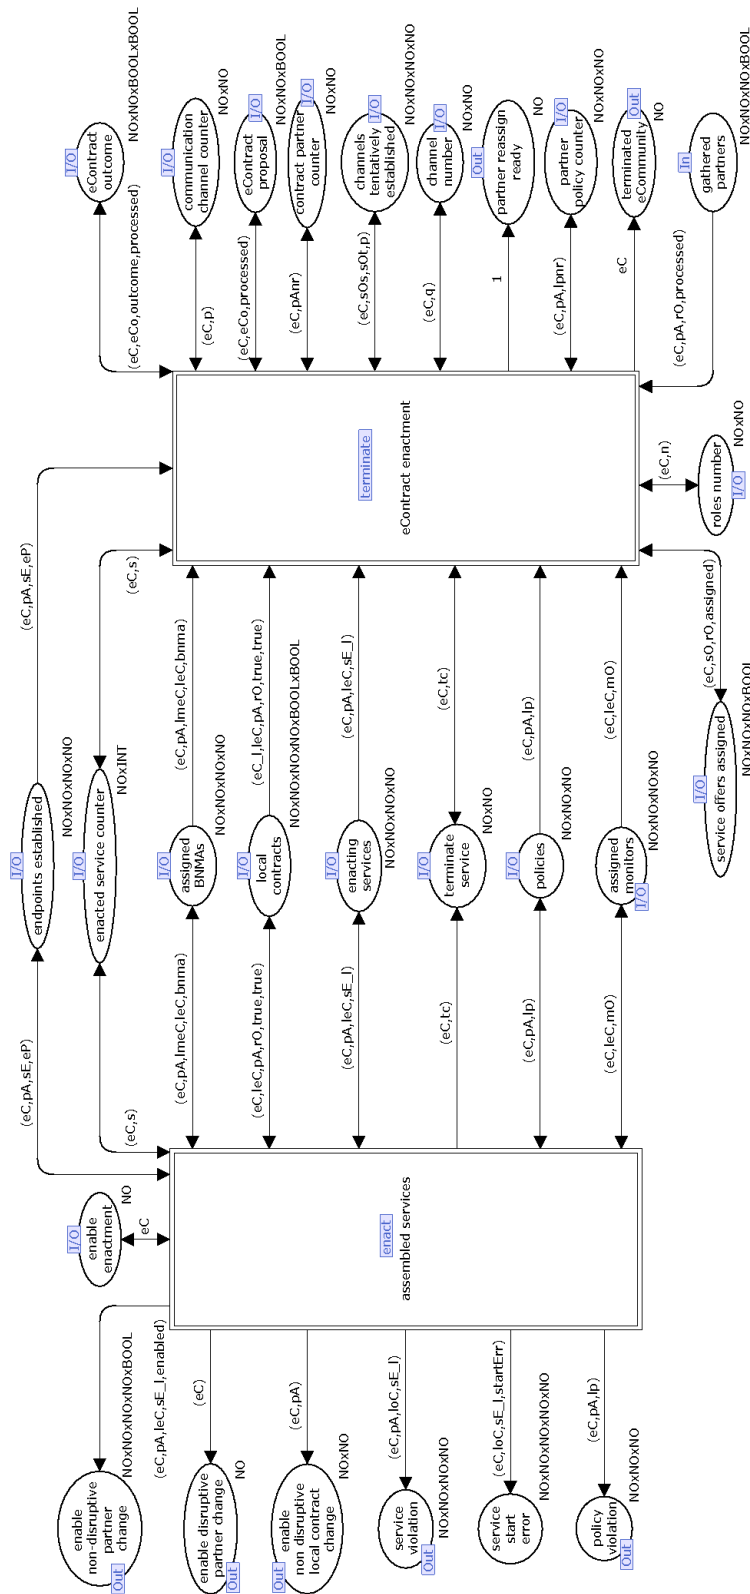 enable
non-disruptive
partner
change
Out
NOxNOxNOxNOxNOxBOOL
(eC,pA,leC,sE_l,enabled)
enable disruptive
partner change
Out
NO
(eC)
enable
non disruptive
local contract
change
Out
NOxNO
(eC,pA)
service
violation
Out
NOxNOxNOxNO
(eC,pA,loC,sE_l)
service
start
error
NOxNOxNOxNOxNO
(eC,loC,sE_l,startErr)
policy
violation
Out
NOxNOxNO
(eC,pA,lp)
I/O
enable
enactment
NO
eC
enact
assembled services
(eC,pA,sE,eP)
I/O
endpoints established
NOxNOxNOxNO
(eC,pA,sE,eP)
(eC,s)
I/O
enacted service counter
NOxINT
(eC,s)
(eC,pA,lmeC,leC,bnma)
I/O
assigned
BNMAs
NOxNOxNOxNO
(eC,pA,lmeC,leC,bnma)
(eC,leC,pA,rO,true,true)
I/O
local
contracts
NOxNOxNOxNOxBOOLxBOOL
(eC_l,leC,pA,rO,true,true)
(eC,pA,leC,sE_l)
I/O
enacting
services
NOxNOxNOxNO
(eC,pA,leC,sE_l)
(eC,tc)
I/O
terminate
service
NOxNO
(eC,tc)
(eC,pA,lp)
I/O
policies
NOxNOxNO
(eC,pA,lp)
(eC,leC,mO)
assigned
monitors
I/O
NOxNOxNOxNO
(eC,leC,mO)
I/O
service offers assigned
NOxNOxNOxNOxBOOL
(eC,sO,rO,assigned)
roles number
I/O
NOxNO
(eC,n)
terminate
eContract enactment
I/O
eContract
outcome
NOxNOxBOOLxBOOL
(eC,eCo,outcome,processed)
I/O
communication
channel counter
NOxNO
(eC,p)
eContract
proposal
I/O
NOxNOxBOOL
(eC,eCo,processed)
contract partner
counter
I/O
NOxNO
(eC,pAnr)
channels
tentatively
established
I/O
NOxNOxNOxNO
(eC,sOs,sOt,p)
channel
number
I/O
NOxNO
(eC,q)
Out
partner reassign
ready
NO
1
partner
policy counter
I/O
NOxNOxNO
(eC,pA,lpnr)
terminated
eCommunity
Out
NO
eC
In
gathered
partners
NOxNOxNOxBOOL
(eC,pA,rO,processed)